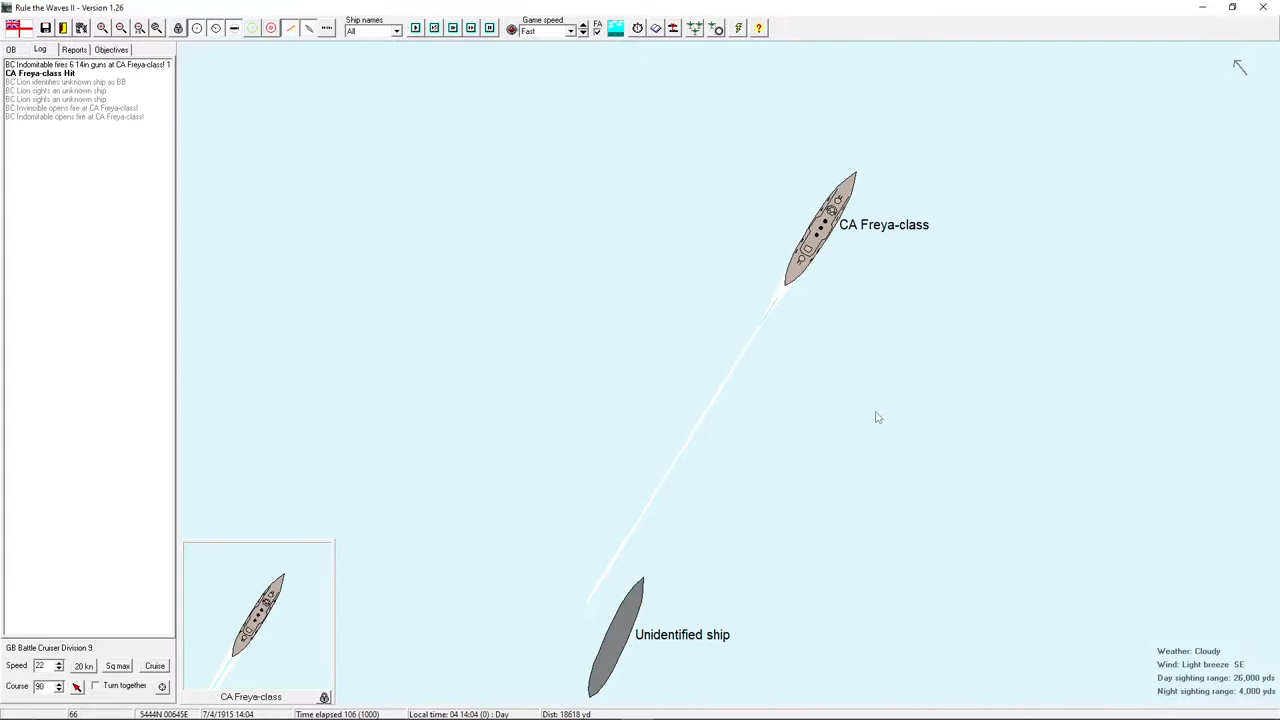 Rule the Waves II - Version 1.26
Ship names
All
Game speed
Fast
FA
OB
Log
Reports
Objectives
BC Indomitable fires 6 14in guns at CA Freya-class! 1
CA Freya-class Hit
BC Lion identifies unknown ship as BB
BC Lion sights an unknown ship
BC Lion sights an unknown ship
BC Invincible opens fire at CA Freya-class!
BC Indomitable opens fire at CA Freya-class!
CA Freya-class
Unidentified ship
CA Freya-class
GB Battle Cruiser Division 9
Speed 22 20 kn Sq max Cruise
Course 90 Turn together
Weather: Cloudy
Wind: Light breeze SE
Day sighting range: 26,000 yds
Night sighting range: 4,000 yds
66 5444N 00645E 7/4/1915 14:04 Time elapsed 106 (1000) Local time: 04 14:04 (0) : Day Dist: 18618 yd